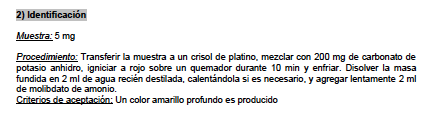 2) Identificación
Muestra: 5 mg
Procedimiento: Transferir la muestra a un crisol de platino, mezclar con 200 mg de carbonato de
potasio anhidro, igniciar a rojo sobre un quemador durante 10 min y enfriar. Disolver la masa
fundida en 2 ml de agua recién destilada, calentándola si es necesario, y agregar lentamente 2 ml
de molibdato de amonio.
Criterios de aceptación: Un color amarillo profundo es producido